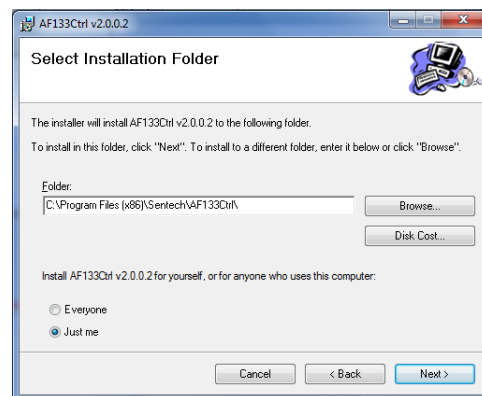 AF133Ctrl v2.0.0.2
Select Installation Folder
The installer will install AF133Ctrl v2.0.0.2 to the following folder.
To install in this folder, click "Next". To install to a different folder, enter it below or click "Browse".
Folder:
C:\Program Files (x86)\Sentech\AF133Ctrl\
Browse...
Disk Cost...
Install AF133Ctrl v2.0.0.2 for yourself, or for anyone who uses this computer:
Everyone
Just me
Cancel
< Back
Next >